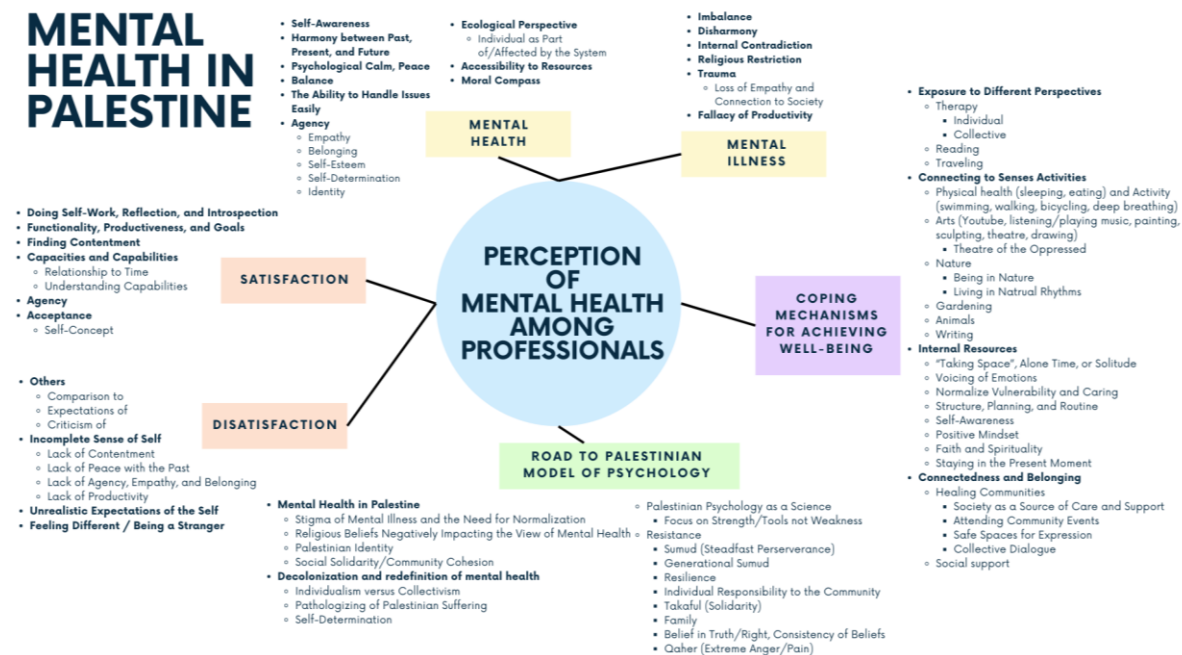 MENTAL
HEALTH IN
PALESTINE
Self-Awareness
Harmony between Past,
Present, and Future
Psychological Calm, Peace
Balance
The Ability to Handle Issues
Easily
Agency
Empathy
Belonging
Self-Esteem
Self-Determination
Identity
Ecological Perspective
Individual as Part
of/Affected by the System
Accessibility to Resources
Moral Compass
MENTAL
HEALTH
Imbalance
Disharmony
Internal Contradiction
Religious Restriction
Trauma
Loss of Empathy and
Connection to Society
Fallacy of Productivity
MENTAL
ILLNESS
PERCEPTION
OF
MENTAL HEALTH
AMONG
PROFESSIONALS
Doing Self-Work, Reflection, and Introspection
Functionality, Productiveness, and Goals
Finding Contentment
Capacities and Capabilities
Relationship to Time
Understanding Capabilities
Agency
Acceptance
Self-Concept
SATISFACTION
Others
Comparison to
Expectations of
Criticism of
Incomplete Sense of Self
Lack of Contentment
Lack of Peace with the Past
Lack of Agency, Empathy, and Belonging
Lack of Productivity
Unrealistic Expectations of the Self
Feeling Different / Being a Stranger
DISATISFACTION
COPING
MECHANISMS
FOR ACHIEVING
WELL-BEING
Exposure to Different Perspectives
Therapy
Individual
Collective
Reading
Traveling
Connecting to Senses Activities
Physical health (sleeping, eating) and Activity
(swimming, walking, bicycling, deep breathing)
Arts (Youtube, listening/playing music, painting,
sculpting, theatre, drawing)
Theatre of the Oppressed
Nature
Being in Nature
Living in Natrual Rhythms
Gardening
Animals
Writing
Internal Resources
"Taking Space", Alone Time, or Solitude
Voicing of Emotions
Normalize Vulnerability and Caring
Structure, Planning, and Routine
Self-Awareness
Positive Mindset
Faith and Spirituality
Staying in the Present Moment
Connectedness and Belonging
Healing Communities
Society as a Source of Care and Support
Attending Community Events
Safe Spaces for Expression
Collective Dialogue
Social support
ROAD TO PALESTINIAN
MODEL OF PSYCHOLOGY
Mental Health in Palestine
Stigma of Mental Illness and the Need for Normalization
Religious Beliefs Negatively Impacting the View of Mental Health
Palestinian Identity
Social Solidarity/Community Cohesion
Decolonization and redefinition of mental health
Individualism versus Collectivism
Pathologizing of Palestinian Suffering
Self-Determination
Palestinian Psychology as a Science
Focus on Strength/Tools not Weakness
Resistance
Sumud (Steadfast Perserverance)
Generational Sumud
Resilience
Individual Responsibility to the Community
Takaful (Solidarity)
Family
Belief in Truth/Right, Consistency of Beliefs
Qaher (Extreme Anger/Pain)